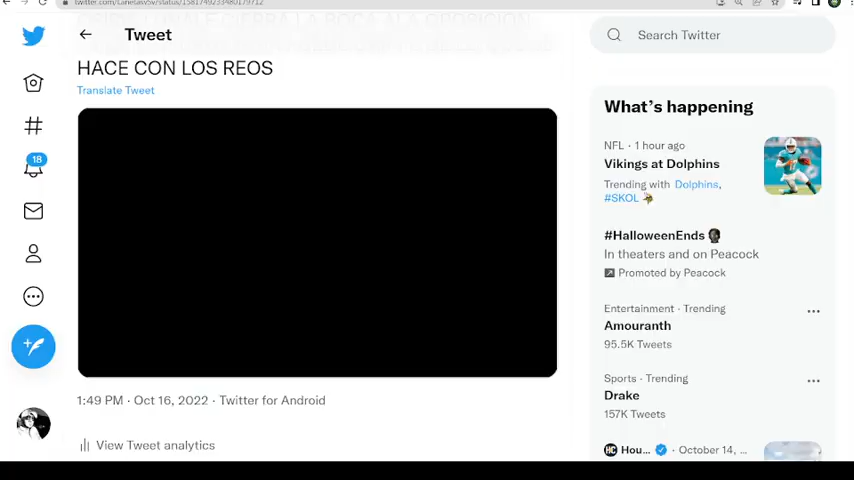 Tweet
HACE CON LOS REOS
Translate Tweet
1:49 PM · Oct 16, 2022 · Twitter for Android
View Tweet analytics
18
Search Twitter
What's happening
NFL · 1 hour ago
Vikings at Dolphins
Trending with Dolphins,
#SKOL
#HalloweenEnds
In theaters and on Peacock
Promoted by Peacock
Entertainment · Trending
Amouranth
95.5K Tweets
Sports · Trending
Drake
157K Tweets
HC Hou... · October 14, ...